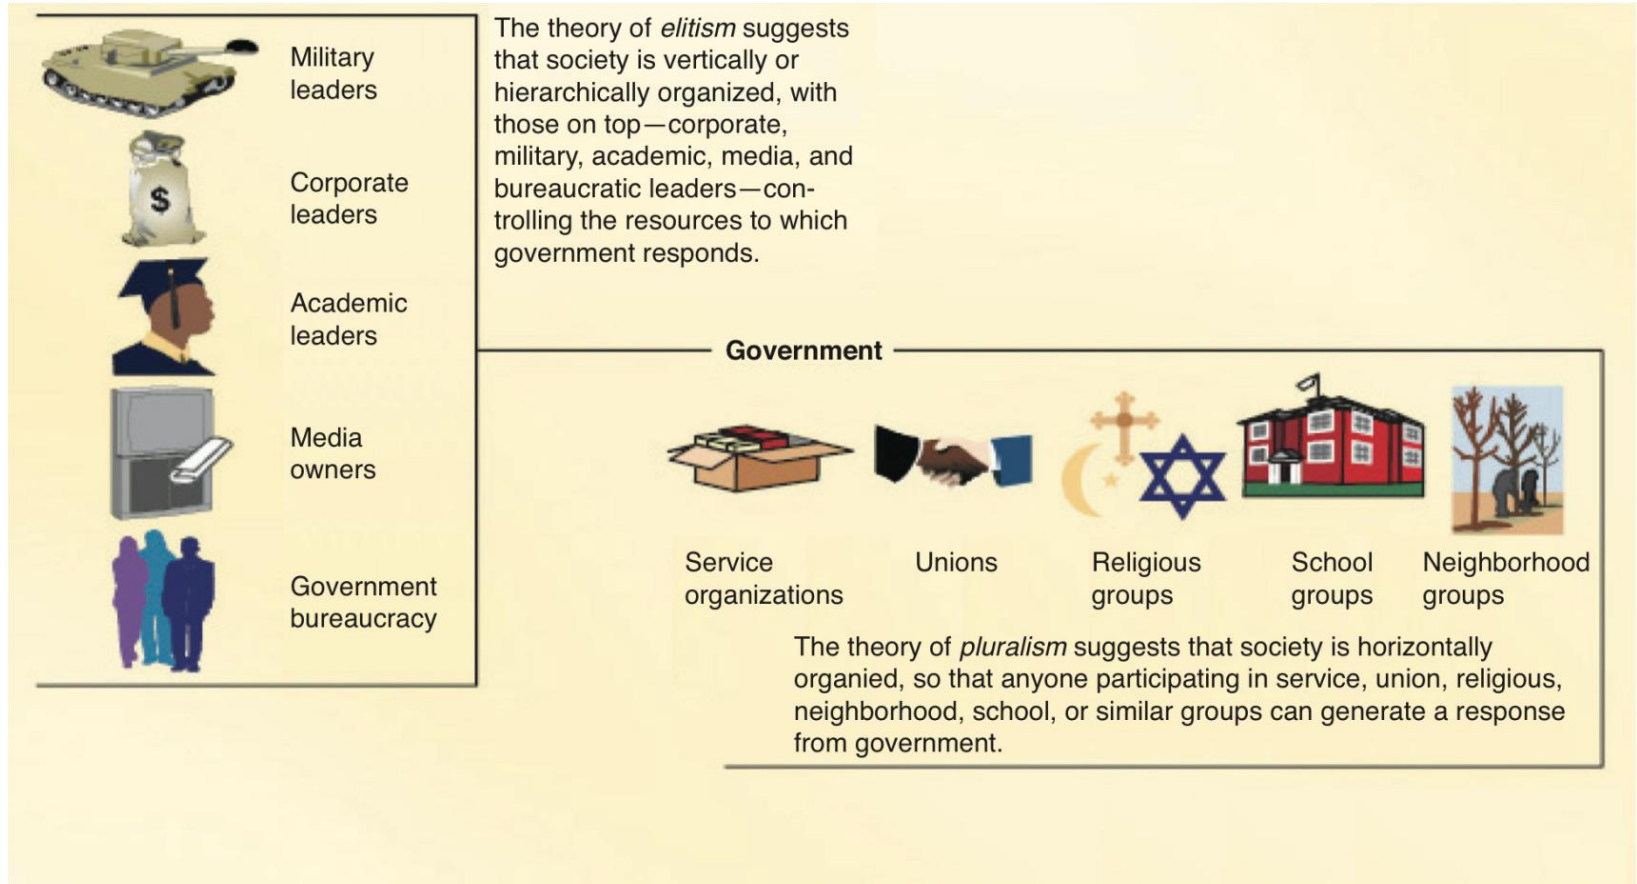 Military
leaders
Corporate
leaders
$
Academic
leaders
Media
owners
Government
bureaucracy
The theory of elitism suggests
that society is vertically or
hierarchically organized, with
those on top—corporate,
military, academic, media, and
bureaucratic leaders—con-
trolling the resources to which
government responds.
Government
Service
organizations
Unions
Religious
groups
School
groups
Neighborhood
groups
The theory of pluralism suggests that society is horizontally
organied, so that anyone participating in service, union, religious,
neighborhood, school, or similar groups can generate a response
from government.